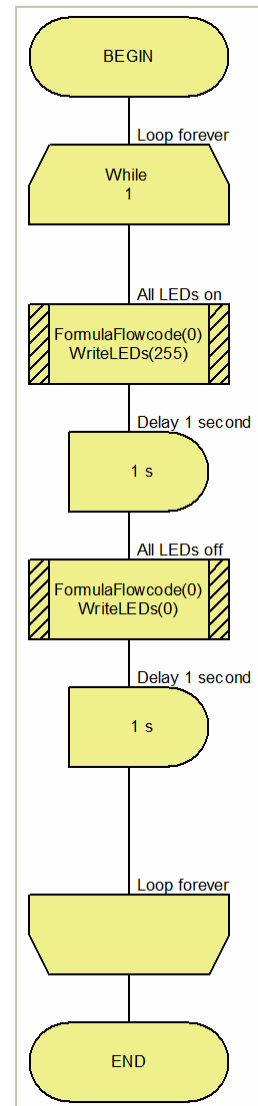 BEGIN
Loop forever
While
1
All LEDs on
FormulaFlowcode(0)
WriteLEDs(255)
Delay 1 second
1 s
All LEDs off
FormulaFlowcode(0)
WriteLEDs(0)
Delay 1 second
1 s
Loop forever
END